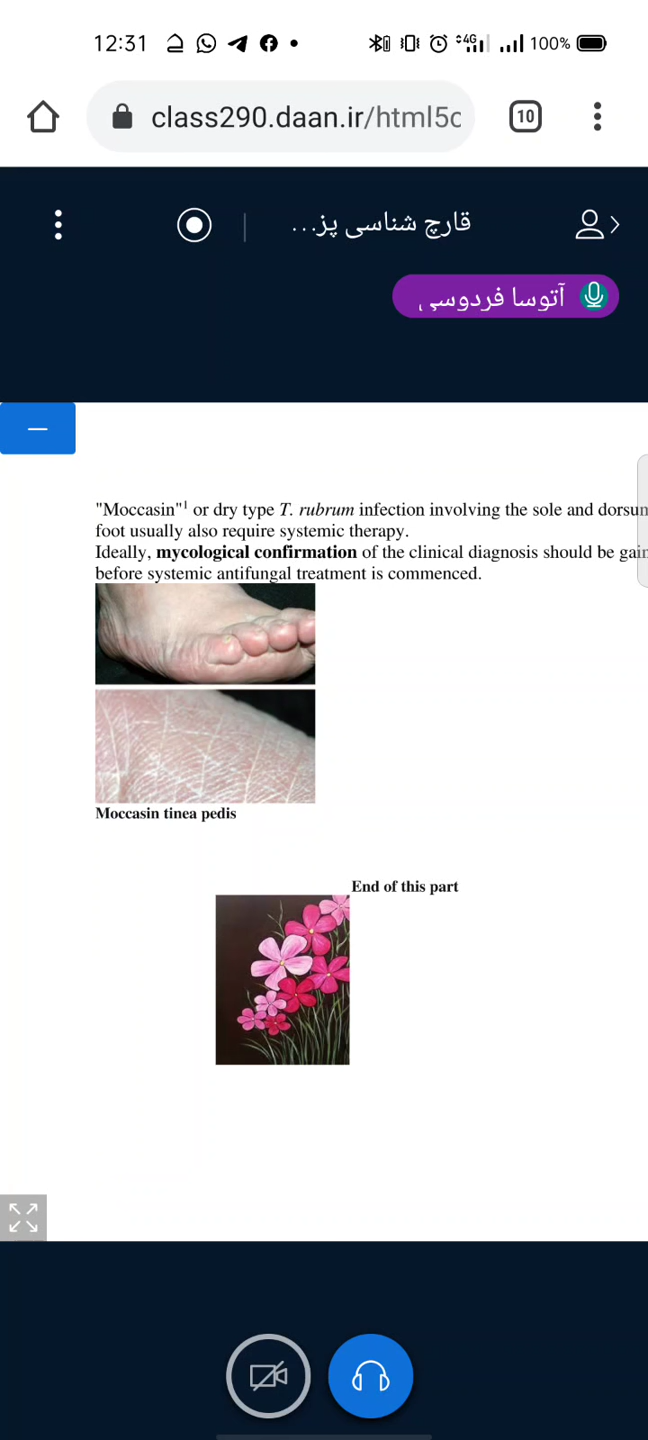 12:31
4G
100%
class290.daan.ir/html5c
10
قارچ شناسی پز...
آتوسا فردوسی
"Moccasin"1 or dry type T. rubrum infection involving the sole and dorsum
foot usually also require systemic therapy.
Ideally, mycological confirmation of the clinical diagnosis should be gain
before systemic antifungal treatment is commenced.
Moccasin tinea pedis
End of this part